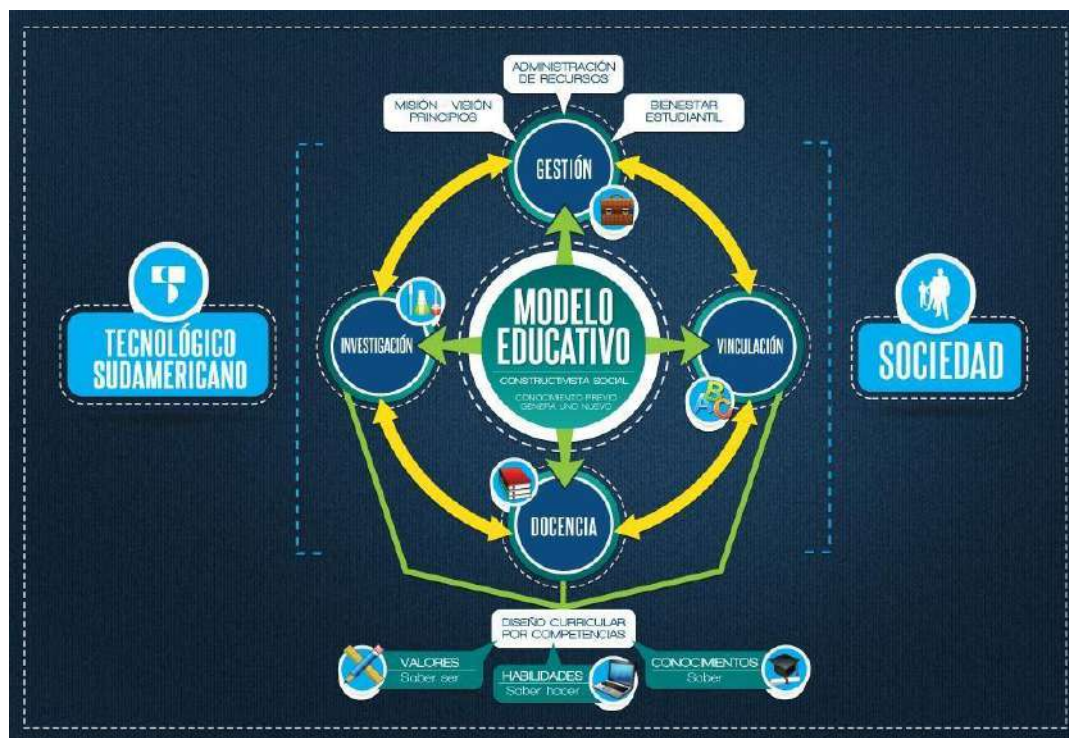 ADMINISTRACIÓN
DE RECURSOS
MISIÓN VISIÓN
PRINCIPIOS
BIENESTAR
ESTUDIANTIL
GESTIÓN
TECNOLÓGICO
SUDAMERICANO
INVESTIGACIÓN
MODELO
EDUCATIVO
CONSTRUCTIVISTA SOCIAL
CONOCIMIENTO PREVIO
GENERA UNO NUEVO
VINCULACIÓN
ABC
SOCIEDAD
DOCENCIA
DISEÑO CURRICULAR
POR COMPETENCIAS
VALORES
Saber ser
HABILIDADES
Saber hacer
CONOCIMIENTOS
Saber